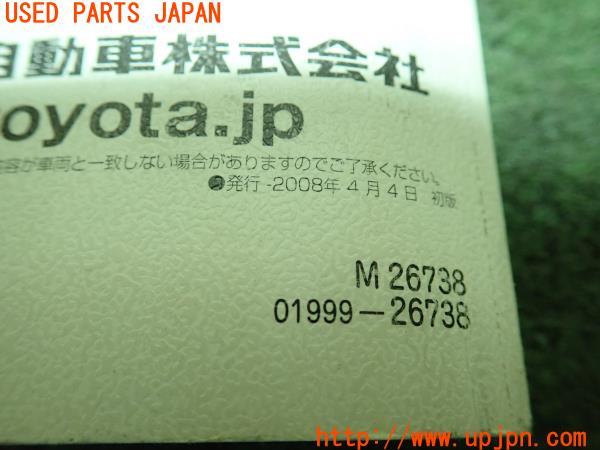 USED PARTS JAPAN
自動車株式会社
oyota.jp
容が車両と一致しない場合がありますのでご了承ください。
●発行-2008年4月4日 初版
M 26738
01999-26738
UPJ http://www.upjpn.com